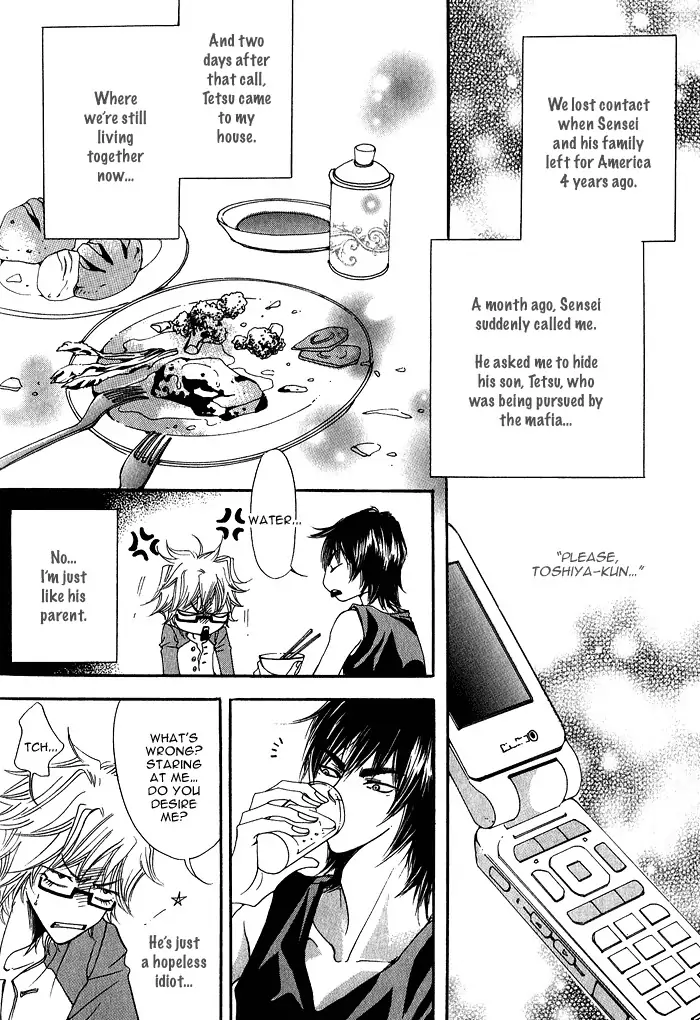 We lost contact
when Sensei
and his family
left for America
4 years ago.
A month ago, Sensei
suddenly called me.
He asked me to hide
his son, Tetsu, who
was being pursued by
the mafia...
"PLEASE,
TOSHIYA-KUN..."
And two
days after
that call,
Tetsu came
to my
house.
Where
we're still
living
together
now...
WATER...
No...
I'm just
like his
parent.
WHAT'S
WRONG?
STARING
AT ME...
DO YOU
DESIRE
ME?
TCH...
He's just
a hopeless
idiot...